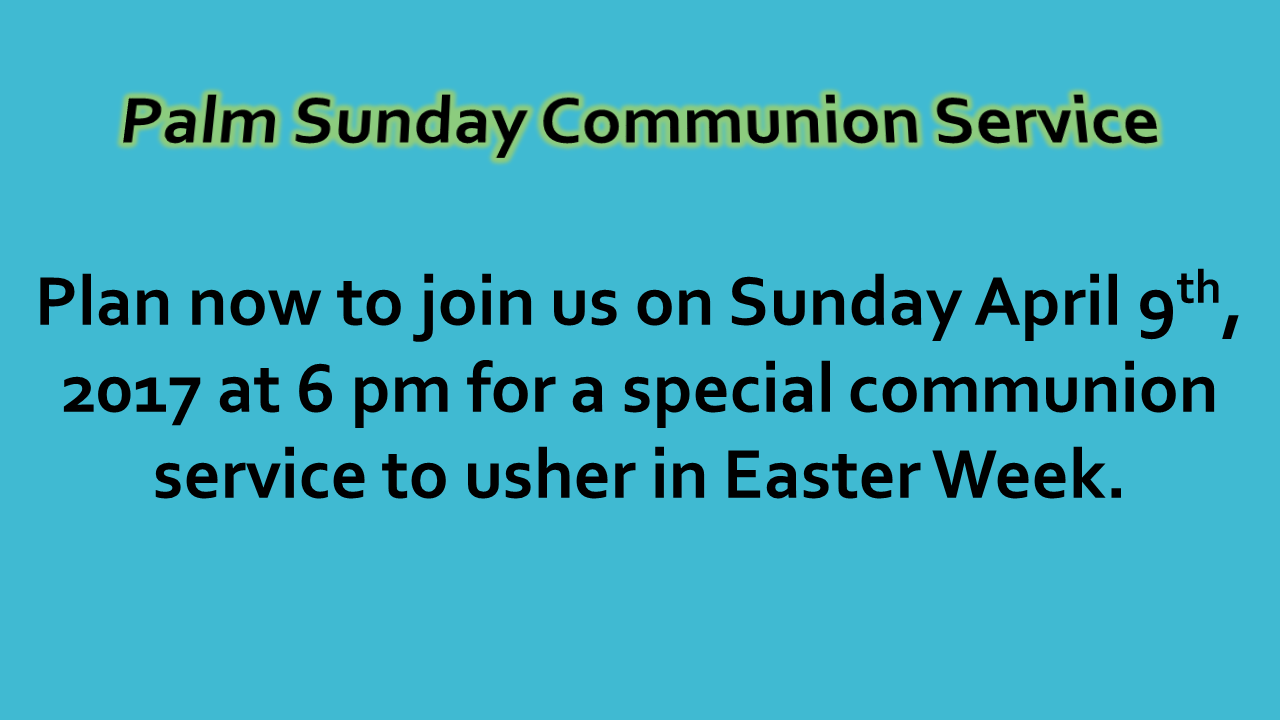 Palm Sunday Communion Service
Plan now to join us on Sunday April 9th,
2017 at 6 pm for a special communion
service to usher in Easter Week.